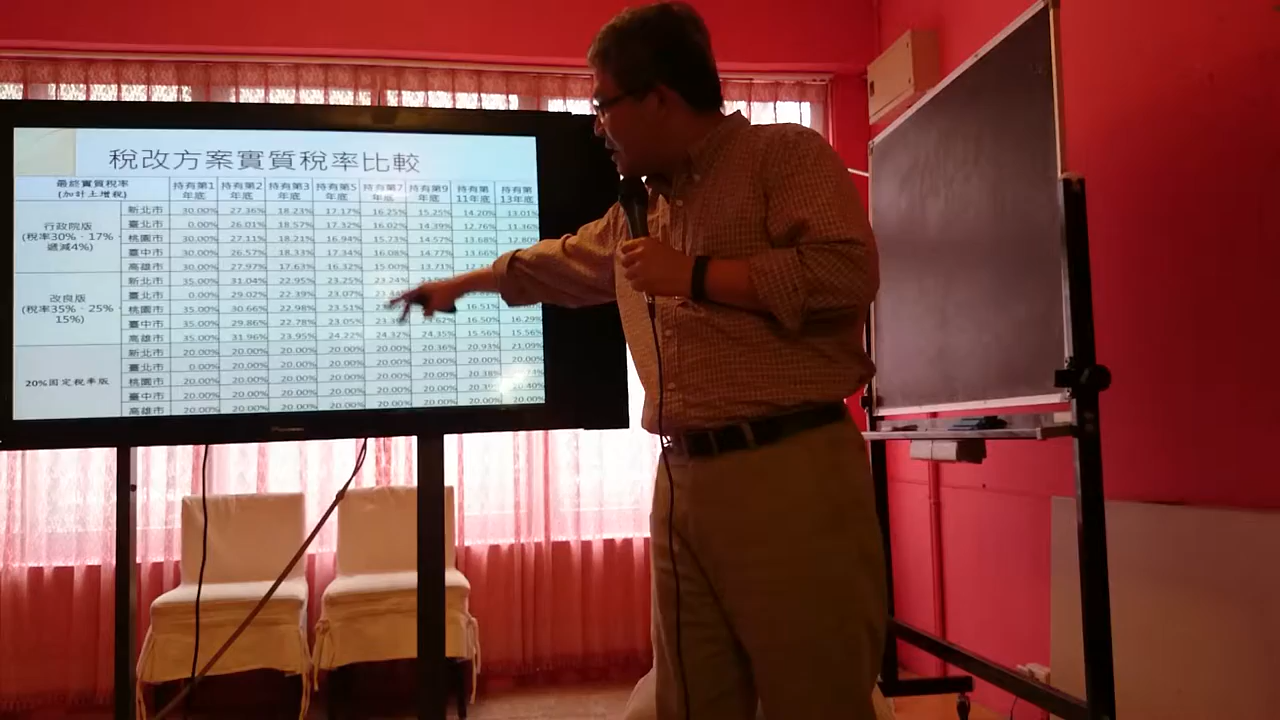 稅改方案實質稅率比較
最終實質稅率
(加計土增稅)
持有第1年底 持有第2年底 持有第3年底 持有第5年底 持有第7年底 持有第9年底 持有第11年底 持有第13年底
行政院版
(稅率30%、17%
遞減4%)
新北市 30.00% 27.36% 18.23% 17.17% 16.25% 15.25% 14.20% 13.01%
臺北市 0.00% 26.01% 18.57% 17.32% 16.02% 14.39% 12.76% 11.36%
桃園市 30.00% 27.11% 18.21% 16.94% 15.73% 14.57% 13.68% 12.80%
臺中市 30.00% 26.57% 18.33% 17.34% 16.08% 14.77% 13.66%
高雄市 30.00% 27.97% 17.63% 16.32% 15.00% 13.71%
改良版
(稅率35%、25%
15%)
新北市 35.00% 31.04% 22.95% 23.25% 23.24%
臺北市 0.00% 29.02% 22.39% 23.07%
桃園市 35.00% 30.66% 22.98% 23.51% 16.51%
臺中市 35.00% 29.86% 22.78% 23.05% 16.50% 16.29%
高雄市 35.00% 31.96% 23.95% 24.22% 24.32% 24.35% 15.56% 15.56%
20%固定稅率版
新北市 20.00% 20.00% 20.00% 20.00% 20.00% 20.36% 20.93% 21.09%
臺北市 0.00% 20.00% 20.00% 20.00% 20.00% 20.00% 20.00% 20.00%
桃園市 20.00% 20.00% 20.00% 20.00% 20.00% 20.00% 20.38%
臺中市 20.00% 20.00% 20.00% 20.00% 20.00% 20.00% 20.40%
高雄市 20.00% 20.00% 20.00% 20.00% 20.00% 20.00% 20.00% 20.00%
Pioneer